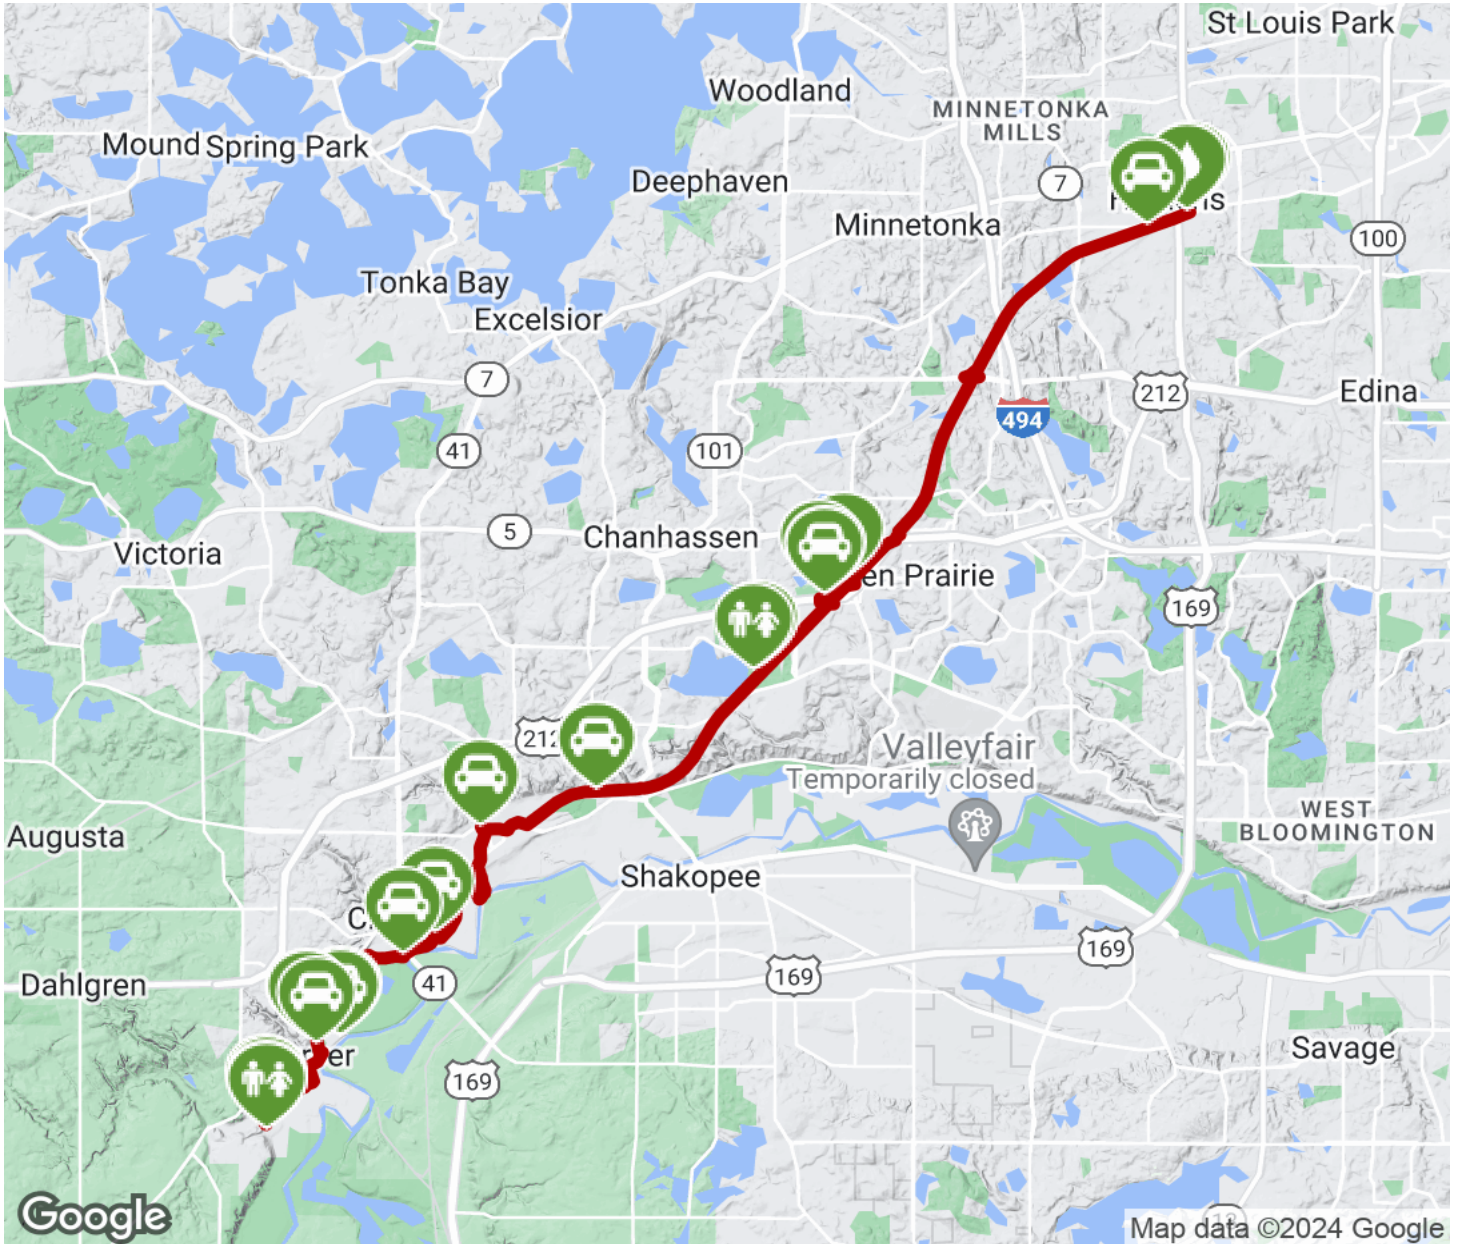 St Louis Park
Woodland
MINNETONKA
MILLS
Mound
Spring Park
Deephaven
7
Minnetonka
100
Tonka Bay
Excelsior
7
212
Edina
494
41
101
5
Chanhassen
Victoria
en Prairie
169
212
Valleyfair
Temporarily closed
WEST
BLOOMINGTON
Augusta
Shakopee
169
169
Dahlgren
41
Savage
169
Google
Map data ©2024 Google